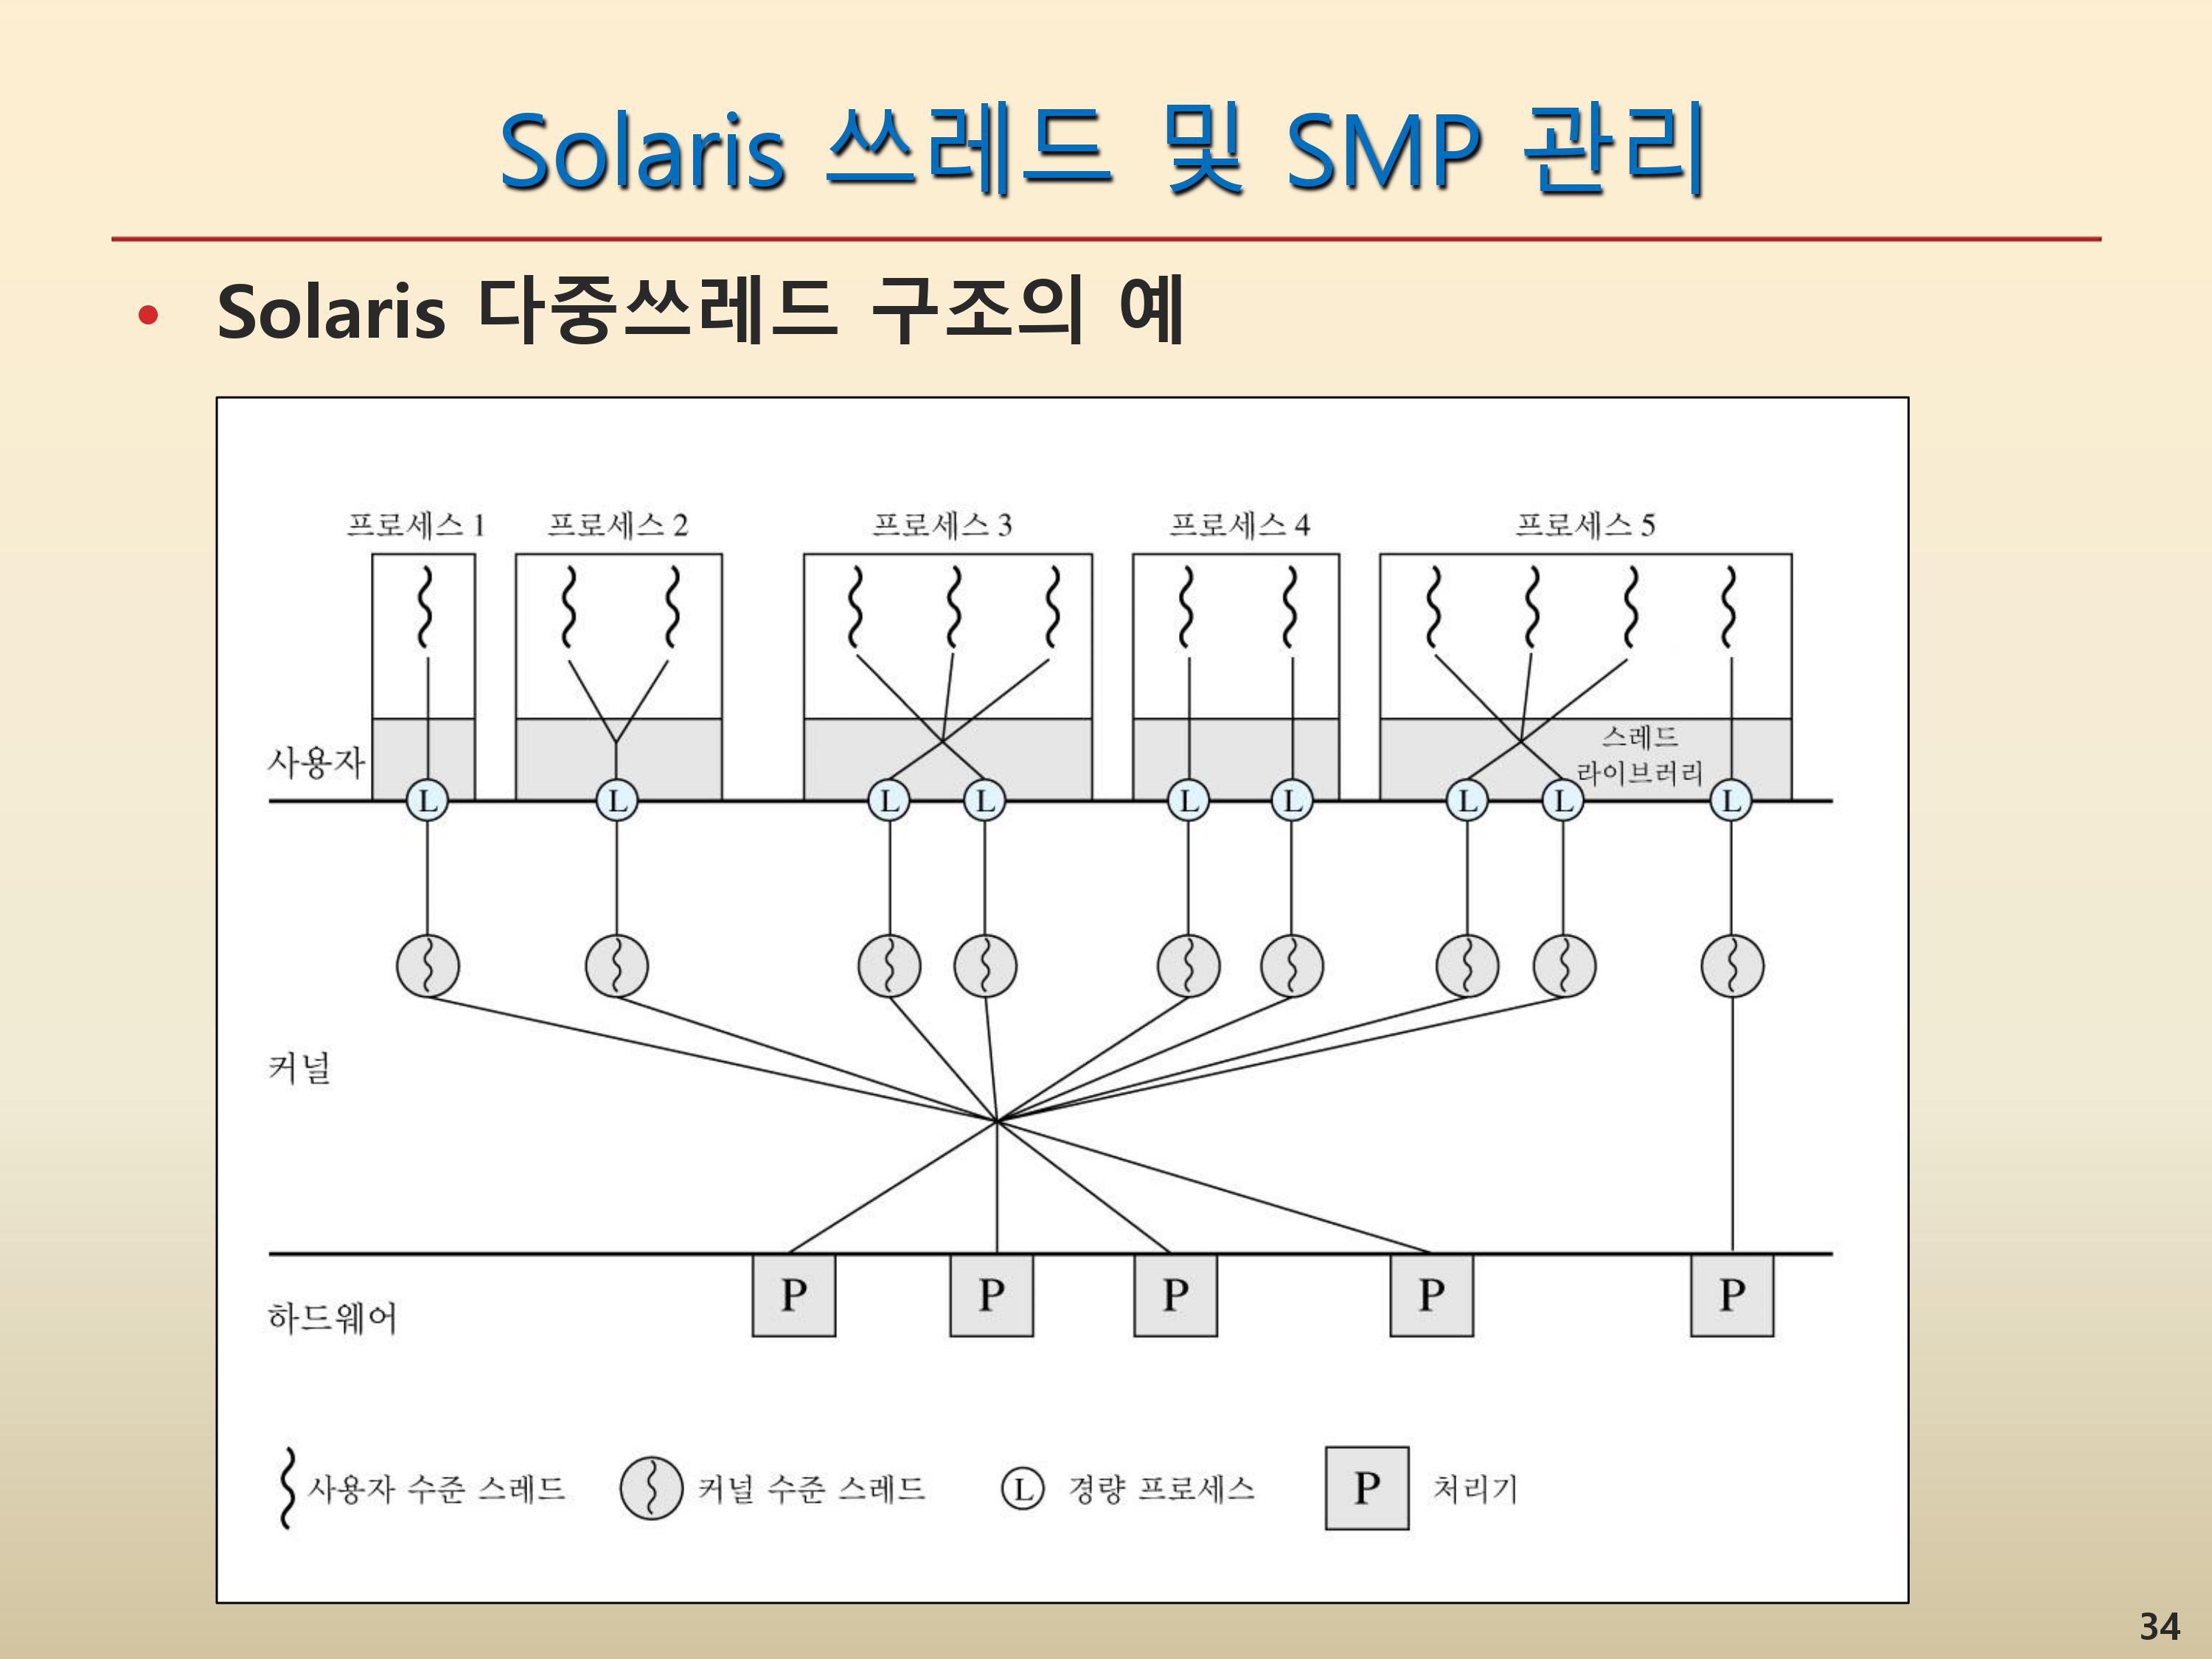 Solaris 쓰레드 및 SMP 관리
• Solaris 다중쓰레드 구조의 예
프로세스 1 프로세스 2 프로세스 3 프로세스 4 프로세스 5
사용자
스레드
라이브러리
L L L L L L L L L
커널
P P P P P
하드웨어
사용자 수준 스레드 커널 수준 스레드 L 경량 프로세스 P 처리기
34